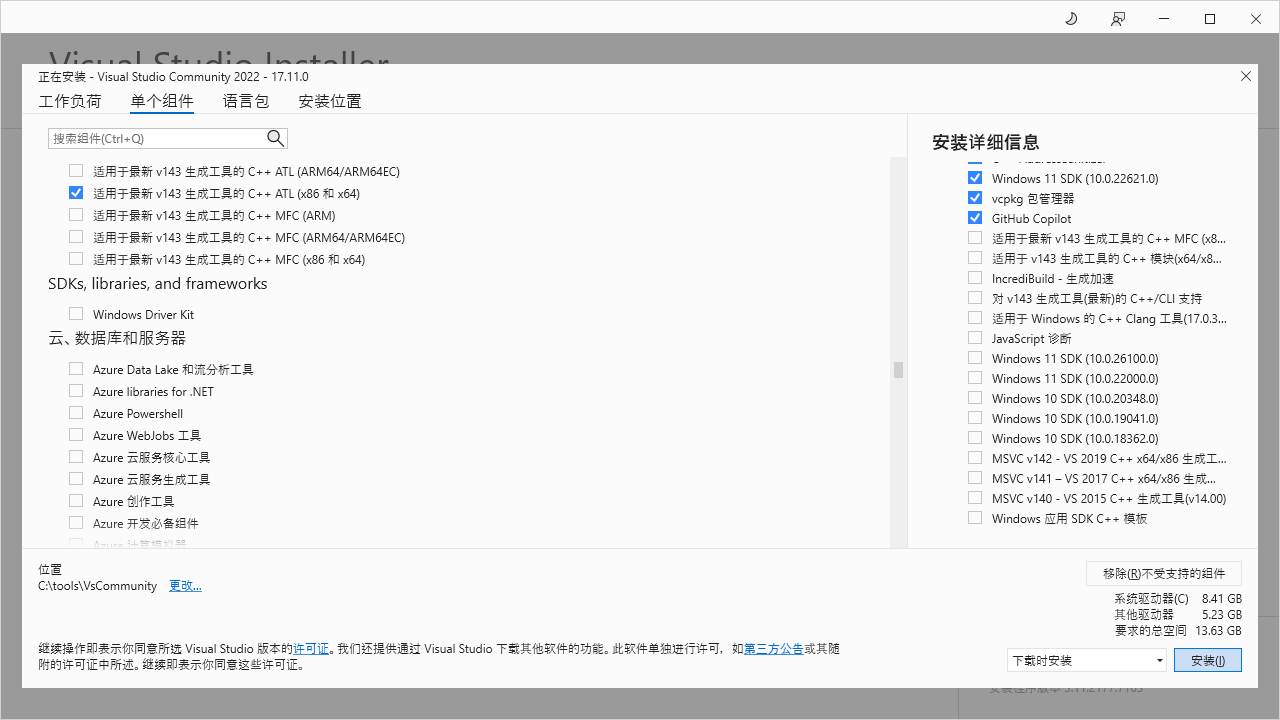 Visual Studio Installer
正在安装 - Visual Studio Community 2022 - 17.11.0
工作负荷
单个组件
语言包
安装位置
搜索组件(Ctrl+Q)
适用于最新 v143 生成工具的 C++ ATL (ARM64/ARM64EC)
适用于最新 v143 生成工具的 C++ ATL (x86 和 x64)
适用于最新 v143 生成工具的 C++ MFC (ARM)
适用于最新 v143 生成工具的 C++ MFC (ARM64/ARM64EC)
适用于最新 v143 生成工具的 C++ MFC (x86 和 x64)
SDKs, libraries, and frameworks
Windows Driver Kit
云、数据库和服务器
Azure Data Lake 和流分析工具
Azure libraries for .NET
Azure Powershell
Azure WebJobs 工具
Azure 云服务核心工具
Azure 云服务生成工具
Azure 创作工具
Azure 开发必备组件
Azure 计算模拟器
安装详细信息
C++ AddressSanitizer
Windows 11 SDK (10.0.22621.0)
vcpkg 包管理器
GitHub Copilot
适用于最新 v143 生成工具的 C++ MFC (x8...
适用于 v143 生成工具的 C++ 模块(x64/x8...
IncrediBuild - 生成加速
对 v143 生成工具(最新)的 C++/CLI 支持
适用于 Windows 的 C++ Clang 工具(17.0.3...
JavaScript 诊断
Windows 11 SDK (10.0.26100.0)
Windows 11 SDK (10.0.22000.0)
Windows 10 SDK (10.0.20348.0)
Windows 10 SDK (10.0.19041.0)
Windows 10 SDK (10.0.18362.0)
MSVC v142 - VS 2019 C++ x64/x86 生成工...
MSVC v141 – VS 2017 C++ x64/x86 生成...
MSVC v140 - VS 2015 C++ 生成工具(v14.00)
Windows 应用 SDK C++ 模板
位置
C:\tools\VsCommunity 更改...
移除(R)不受支持的组件
系统驱动器(C) 8.41 GB
其他驱动器 5.23 GB
要求的总空间 13.63 GB
继续操作即表示你同意所选 Visual Studio 版本的许可证。我们还提供通过 Visual Studio 下载其他软件的功能。此软件单独进行许可，如第三方公告或其随
附的许可证中所述。继续即表示你同意这些许可证。
下载时安装
安装(I)
安装程序版本 3.11.2177.7163